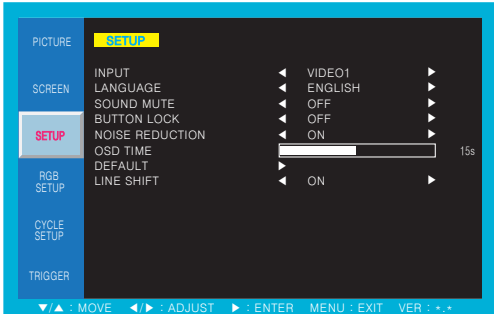 PICTURE
SCREEN
SETUP
RGB
SETUP
CYCLE
SETUP
TRIGGER
SETUP
INPUT ◀ VIDEO1 ▶
LANGUAGE ◀ ENGLISH ▶
SOUND MUTE ◀ OFF ▶
BUTTON LOCK ◀ OFF ▶
NOISE REDUCTION ◀ ON ▶
OSD TIME 15s
DEFAULT ▶
LINE SHIFT ◀ ON ▶
▼/▲ : MOVE ◀/▶ : ADJUST ▶ : ENTER MENU : EXIT VER : *.*